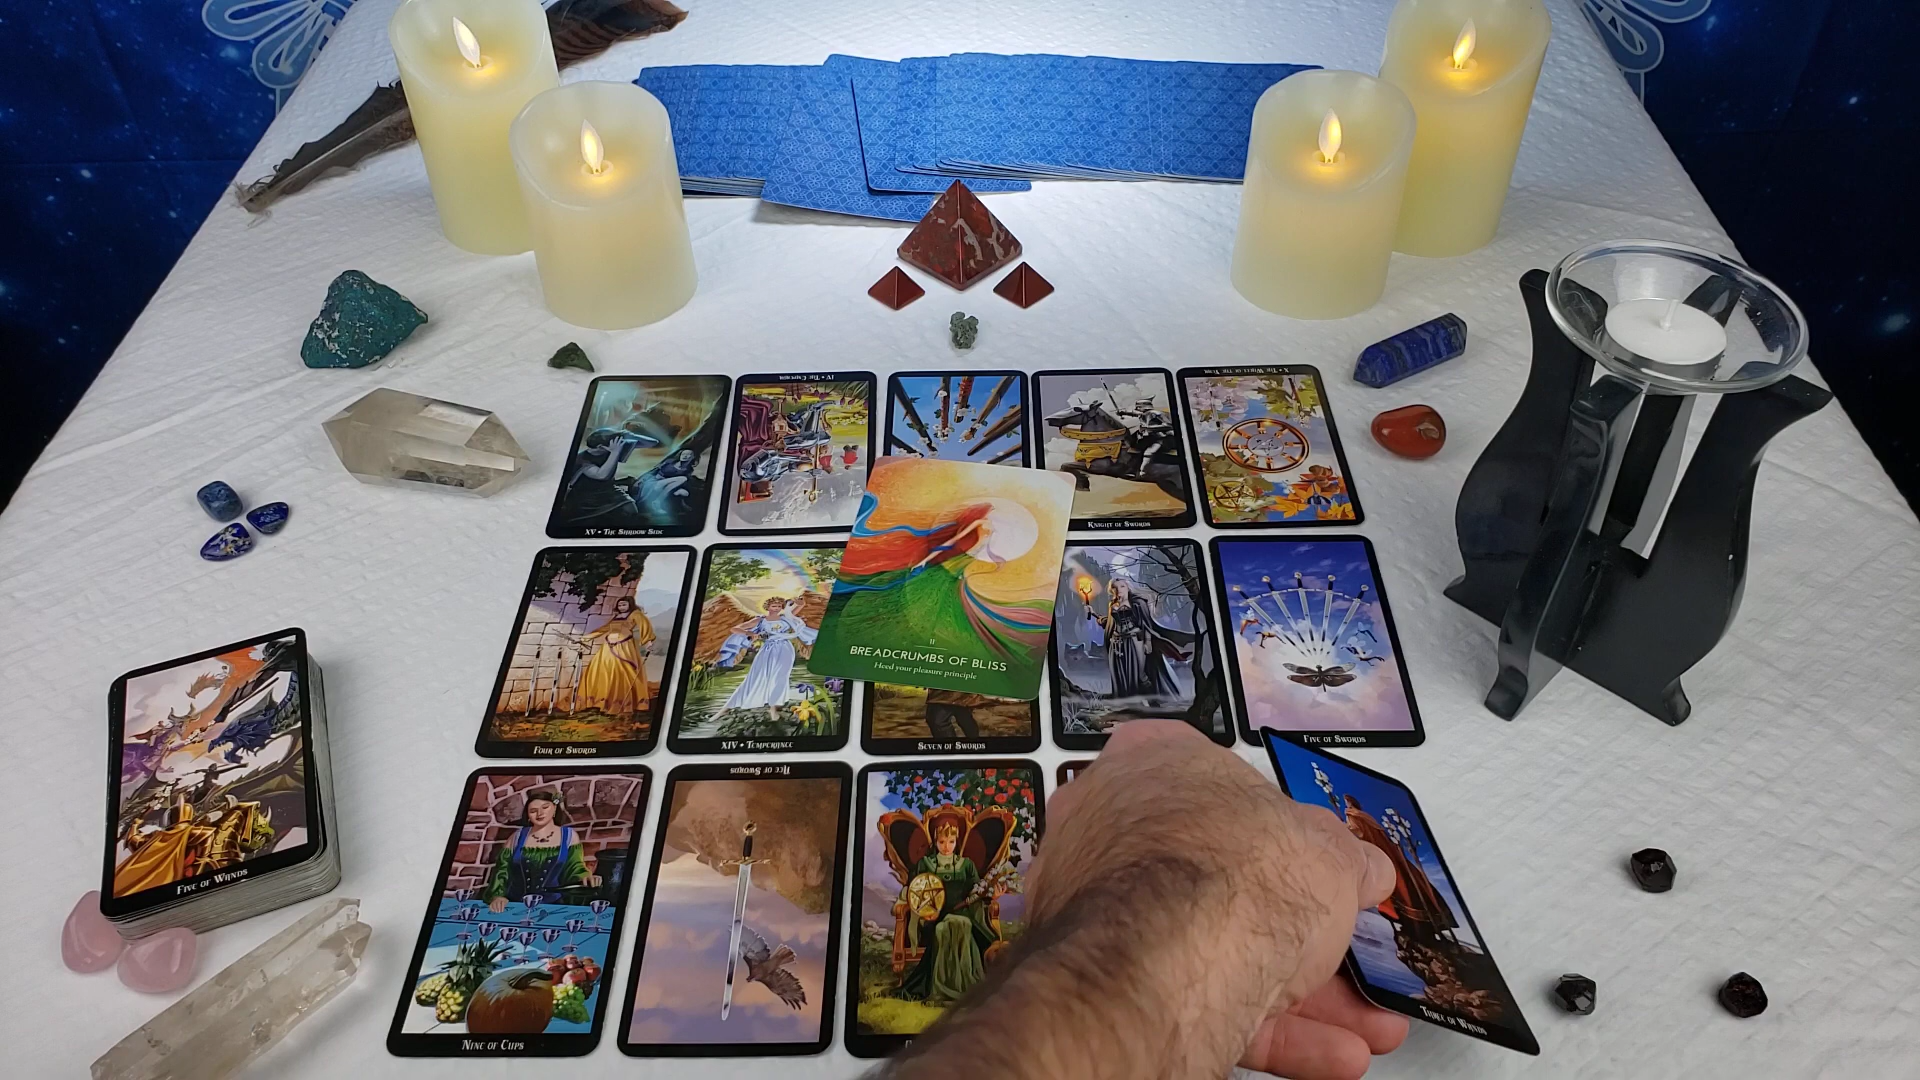 IV • The Emperor
X • The Wheel of the Year
XV • The Shadow Side
Knight of Swords
II
BREADCRUMBS OF BLISS
Heed your pleasure principle
Four of Swords
XIV • Temperance
Seven of Swords
Five of Swords
Ace of Swords
Five of Wands
Three of Wands
Nine of Cups